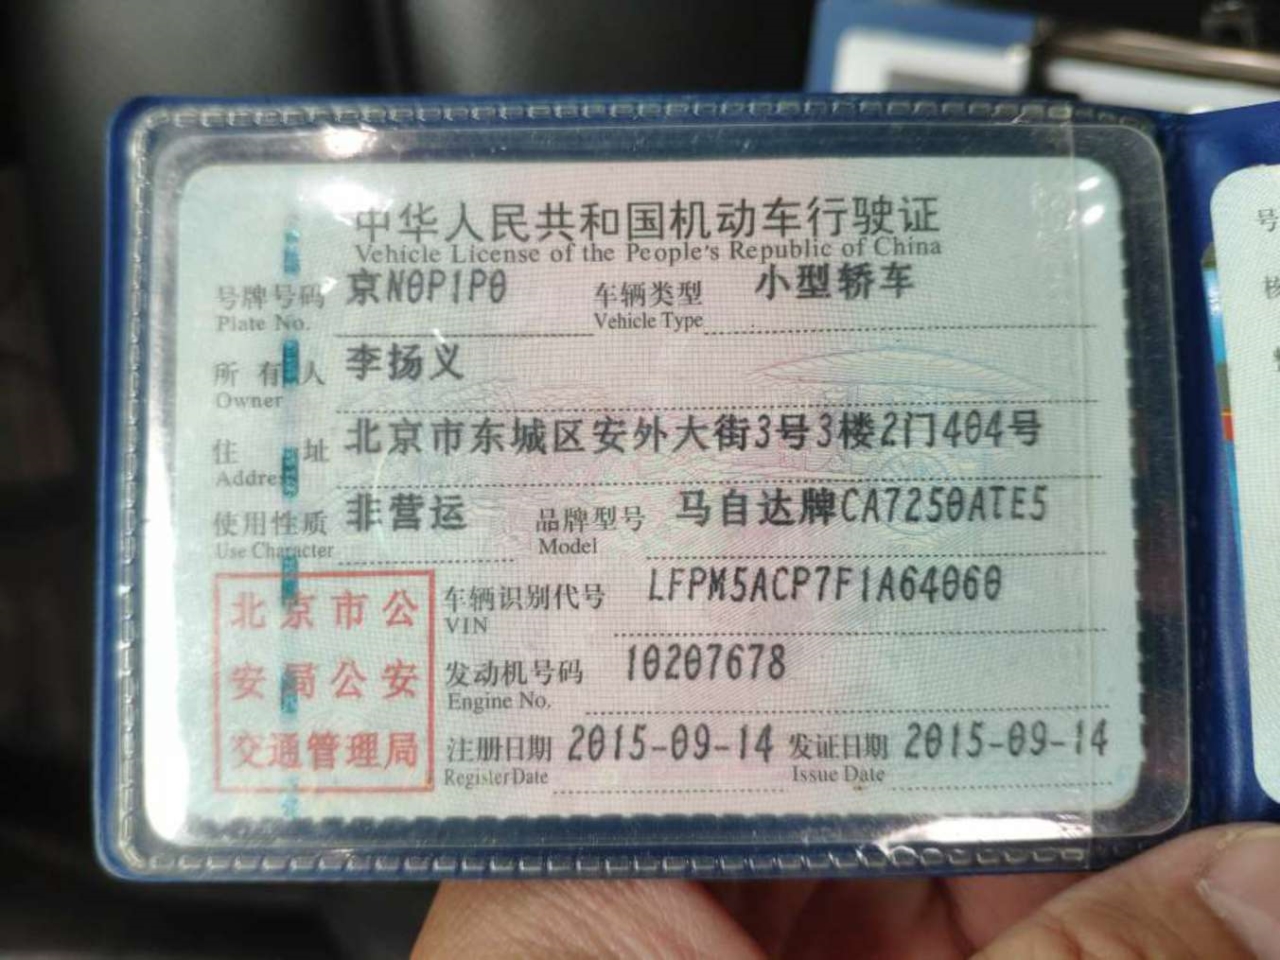 中华人民共和国机动车行驶证
Vehicle License of the People's Republic of China
号牌号码 京N0P1P0 车辆类型 小型轿车
Plate No. Vehicle Type
所有人 李扬义
Owner
住址 北京市东城区安外大街3号3楼2门404号
Address
使用性质 非营运 品牌型号 马自达牌CA7250ATE5
Use Character Model
北京市公
安局公安
交通管理局
车辆识别代号 LFPM5ACP7F1A64060
VIN
发动机号码 10207678
Engine No.
注册日期 2015-09-14 发证日期 2015-09-14
Register Date Issue Date
号
核